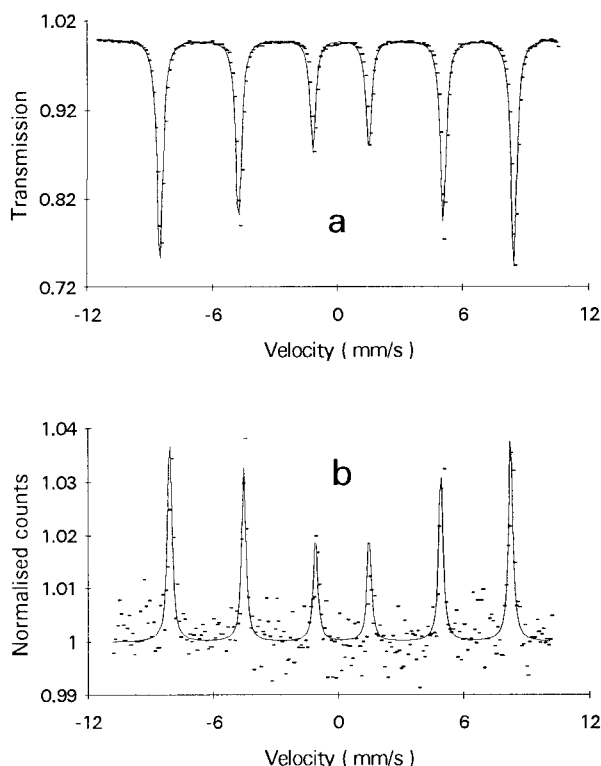 1.02
0.92
0.82
0.72
Transmission
a
-12 -6 0 6 12
Velocity ( mm/s )
1.04
1.03
1.02
1.01
1
0.99
Normalised counts
b
-12 -6 0 6 12
Velocity ( mm/s )